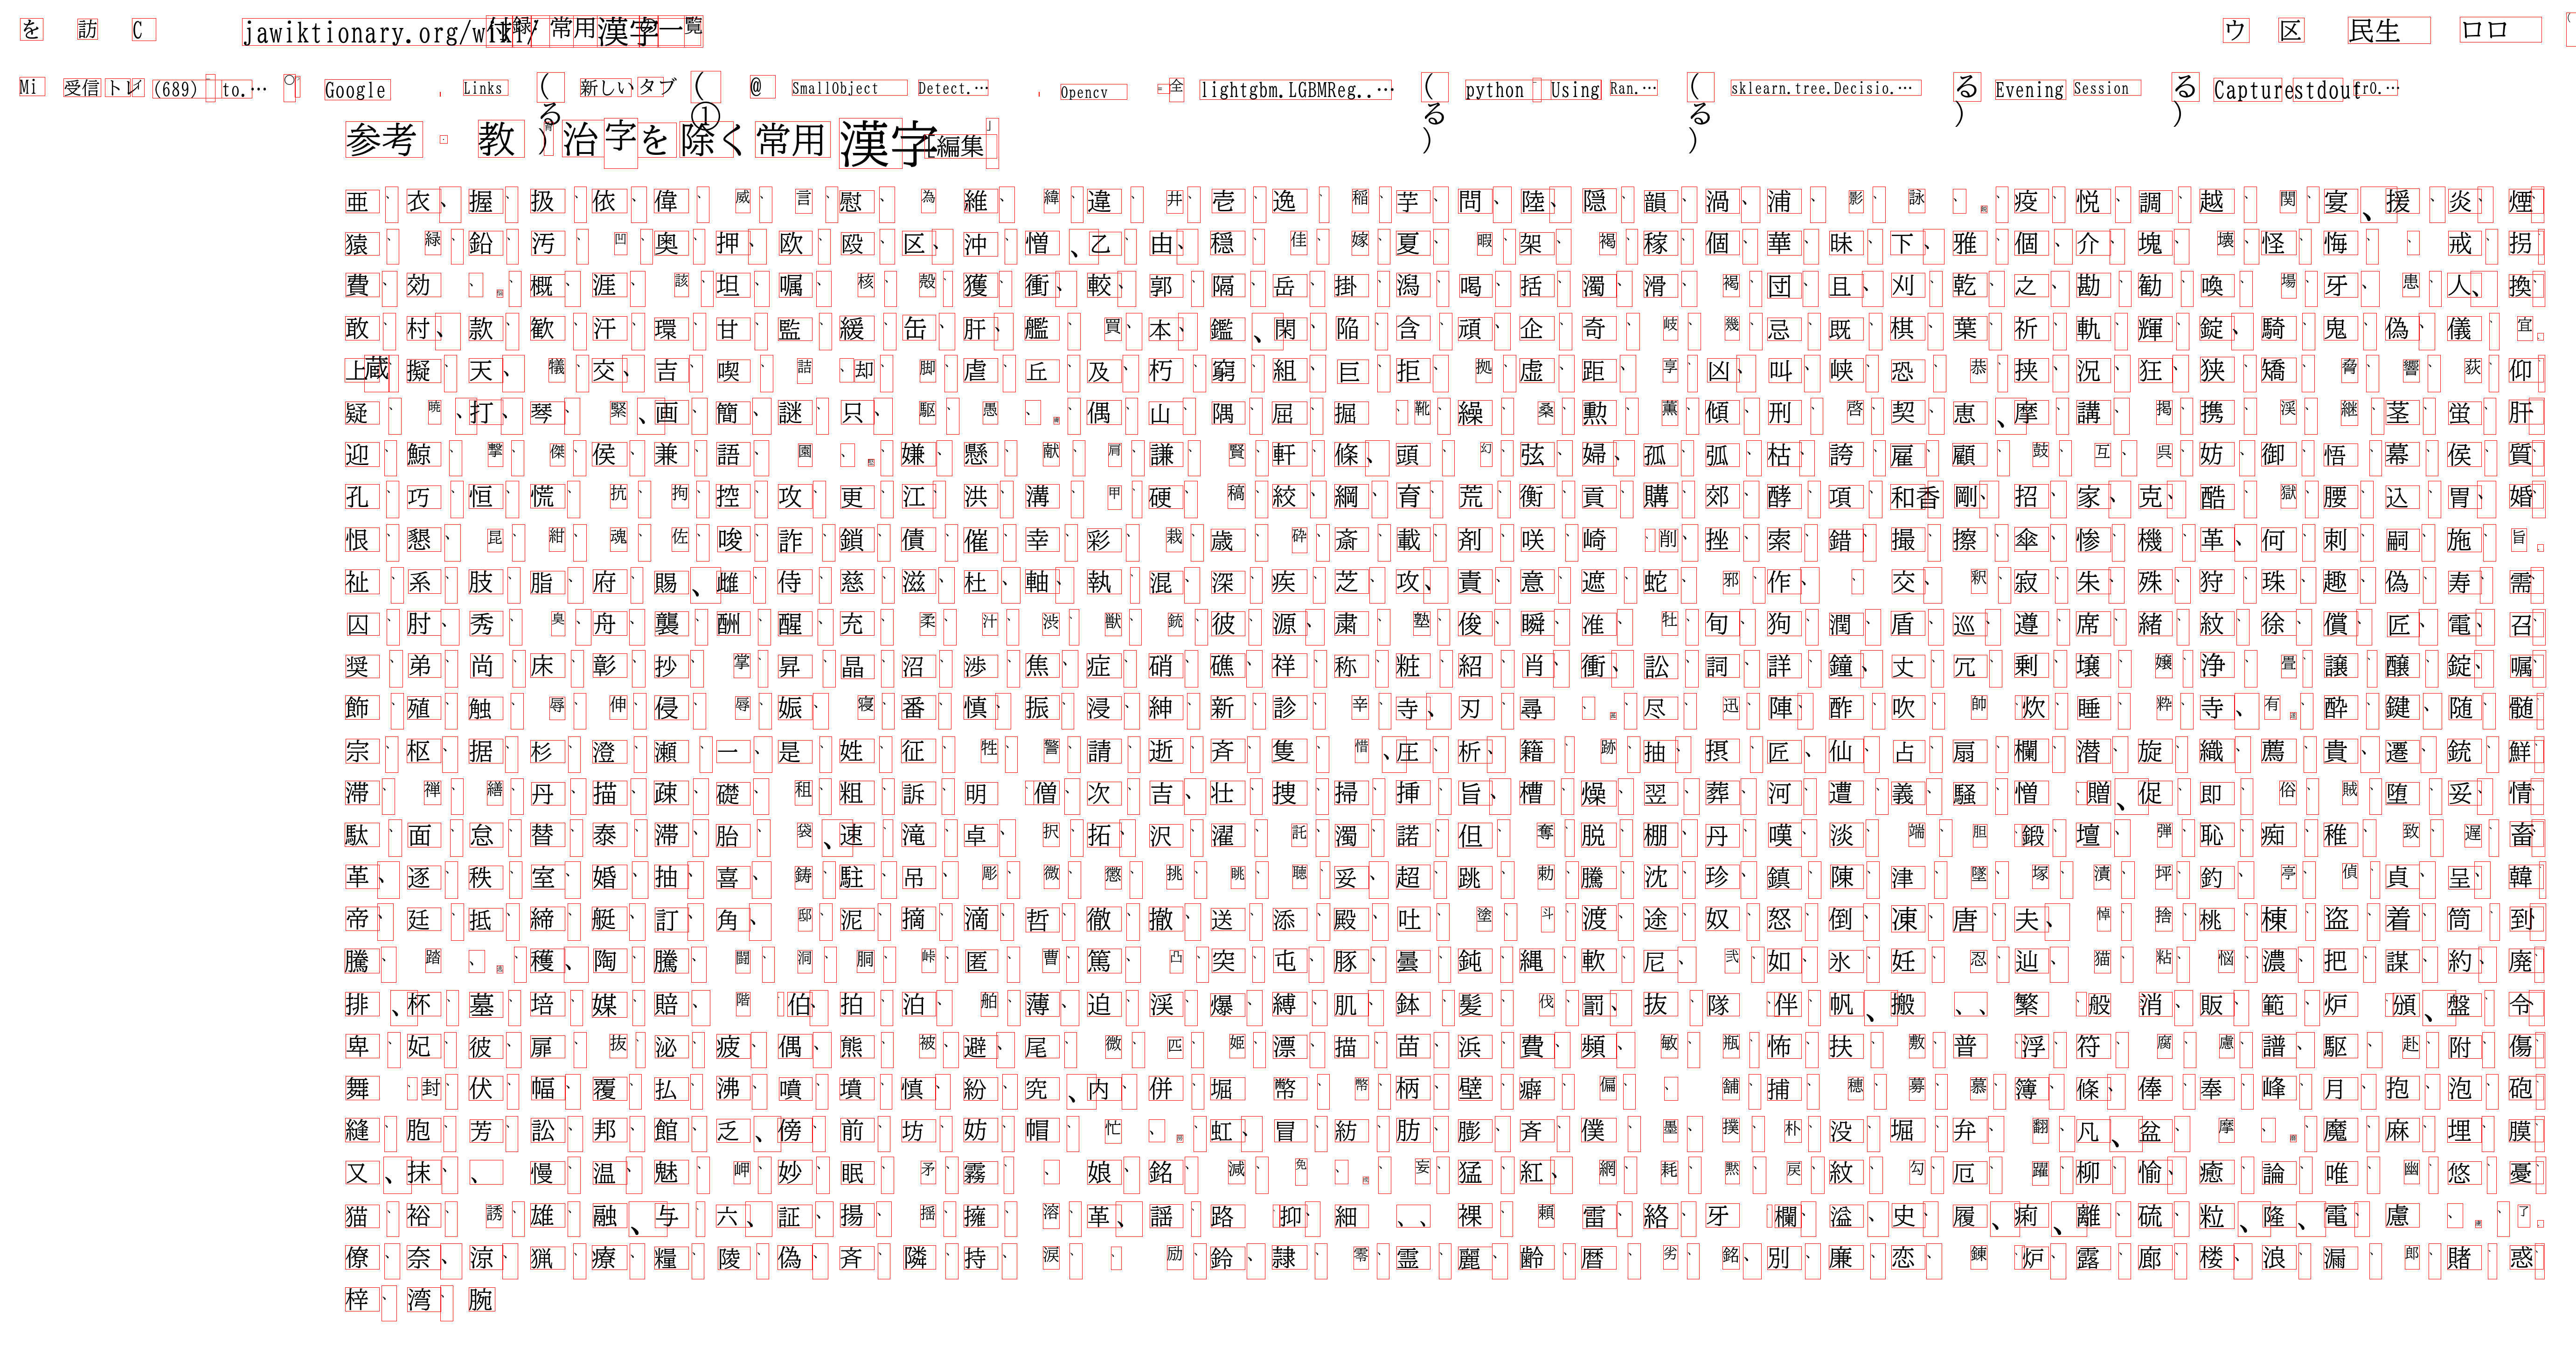 を 訪 C jawiktionary.org/wiki/付録:常用漢字の一覧 ウ 区 民生 ロロ
Mi 受信トレイ (689) to.… Google Links (る) 新しいタブ (①) @ SmallObject Detect.… Opencv 全 lightgbm.LGBMReg..… (る) python Using Ran.… (る) sklearn.tree.Decisio.… (る) Evening Session (る) Capture stdout fro.…
参考・教育治字を除く常用漢字[編集]
亜、衣、握、扱、依、偉、威、言、慰、為、維、緯、違、井、壱、逸、稲、芋、問、陸、隠、韻、渦、浦、影、詠、、疫、悦、調、越、関、宴、援、炎、煙
猿、緑、鉛、汚、凹、奥、押、欧、殴、区、沖、憎、乙、由、穏、佳、嫁、夏、暇、架、褐、稼、個、華、昧、下、雅、個、介、塊、壊、怪、悔、、戒、拐
費、効、、概、涯、該、坦、嘱、核、殻、獲、衝、較、郭、隔、岳、掛、潟、喝、括、濁、滑、褐、団、且、刈、乾、之、勘、勧、喚、場、牙、患、人、換
敢、村、款、歓、汗、環、甘、監、緩、缶、肝、艦、買、本、鑑、閑、陥、含、頑、企、奇、岐、幾、忌、既、棋、葉、祈、軌、輝、錠、騎、鬼、偽、儀、宜。
上蔵、擬、天、犠、交、吉、喫、詰、却、脚、虐、丘、及、朽、窮、組、巨、拒、拠、虚、距、享、凶、叫、峡、恐、恭、挟、況、狂、狭、矯、脅、響、荻、仰
疑、暁、打、琴、緊、画、簡、謎、只、駆、愚、、偶、山、隅、屈、掘、靴、繰、桑、勲、薫、傾、刑、啓、契、恵、摩、講、掲、携、渓、継、茎、蛍、肝
迎、鯨、撃、傑、侯、兼、語、園、、嫌、懸、献、肩、謙、賢、軒、條、頭、幻、弦、婦、孤、弧、枯、誇、雇、顧、鼓、互、呉、妨、御、悟、幕、侯、質
孔、巧、恒、慌、抗、拘、控、攻、更、江、洪、溝、甲、硬、稿、絞、綱、育、荒、衡、貢、購、郊、酵、項、和香剛、招、家、克、酷、獄、腰、込、胃、婚
恨、懇、昆、紺、魂、佐、唆、詐、鎖、債、催、幸、彩、栽、歳、砕、斎、載、剤、咲、崎、削、挫、索、錯、撮、擦、傘、惨、機、革、何、刺、嗣、施、旨。
祉、系、肢、脂、府、賜、雌、侍、慈、滋、杜、軸、執、混、深、疾、芝、攻、責、意、遮、蛇、邪、作、、交、釈、寂、朱、殊、狩、珠、趣、偽、寿、需
囚、肘、秀、臭、舟、襲、酬、醒、充、柔、汁、渋、獣、銃、彼、源、粛、塾、俊、瞬、准、牡、旬、狗、潤、盾、巡、遵、席、緒、紋、徐、償、匠、電、召
奨、弟、尚、床、彰、抄、掌、昇、晶、沼、渉、焦、症、硝、礁、祥、称、粧、紹、肖、衝、訟、詞、詳、鐘、丈、冗、剰、壌、嬢、浄、畳、譲、醸、錠、嘱
飾、殖、触、辱、伸、侵、辱、娠、寝、番、慎、振、浸、紳、新、診、辛、寺、刃、尋、、尽、迅、陣、酢、吹、帥、炊、睡、粋、寺、有、酔、鍵、随、髄
宗、枢、据、杉、澄、瀬、一、是、姓、征、牲、警、請、逝、斉、隻、惜、圧、析、籍、跡、抽、摂、匠、仙、占、扇、欄、潜、旋、織、薦、貴、遷、銃、鮮
滞、禅、繕、丹、描、疎、礎、租、粗、訴、明、僧、次、吉、壮、捜、掃、挿、旨、槽、燥、翌、葬、河、遭、義、騒、憎、贈、促、即、俗、賊、堕、妥、情
駄、面、怠、替、泰、滞、胎、袋、速、滝、卓、択、拓、沢、濯、託、濁、諾、但、奪、脱、棚、丹、嘆、淡、端、胆、鍛、壇、弾、恥、痴、稚、致、遅、畜
革、逐、秩、室、婚、抽、喜、鋳、駐、吊、彫、微、懲、挑、眺、聴、妥、超、跳、勅、騰、沈、珍、鎮、陳、津、墜、塚、漬、坪、釣、亭、偵、貞、呈、韓
帝、廷、抵、締、艇、訂、角、邸、泥、摘、滴、哲、徹、撤、送、添、殿、吐、塗、斗、渡、途、奴、怒、倒、凍、唐、夫、悼、捨、桃、棟、盗、着、筒、到
騰、踏、、穫、陶、騰、闘、洞、胴、峠、匿、曹、篤、凸、突、屯、豚、曇、鈍、縄、軟、尼、弐、如、氷、妊、忍、辿、猫、粘、悩、濃、把、謀、約、廃
排、杯、墓、培、媒、賠、階、伯、拍、泊、舶、薄、迫、渓、爆、縛、肌、鉢、髪、伐、罰、抜、隊、伴、帆、搬、、、繁、般、消、販、範、炉、頒、盤、令
卑、妃、彼、扉、抜、泌、疲、偶、熊、被、避、尾、微、匹、姫、漂、描、苗、浜、費、頻、敏、瓶、怖、扶、敷、普、浮、符、腐、慮、譜、駆、赴、附、傷
舞、封、伏、幅、覆、払、沸、噴、墳、慎、紛、究、内、併、堀、幣、幣、柄、壁、癖、偏、、舗、捕、穂、募、慕、簿、條、俸、奉、峰、月、抱、泡、砲
縫、胞、芳、訟、邦、館、乏、傍、前、坊、妨、帽、忙、、虹、冒、紡、肪、膨、斉、僕、墨、撲、朴、没、堀、弁、翻、凡、盆、摩、、魔、麻、埋、膜
又、抹、、慢、温、魅、岬、妙、眠、矛、霧、、娘、銘、減、免、、妄、猛、紅、網、耗、黙、戻、紋、勾、厄、躍、柳、愉、癒、論、唯、幽、悠、憂
猫、裕、誘、雄、融、与、六、証、揚、揺、擁、溶、革、謡、路、抑、細、、、裸、頼、雷、絡、牙、欄、溢、史、履、痢、離、硫、粒、隆、電、慮、、了。
僚、奈、涼、猟、療、糧、陵、偽、斉、隣、持、涙、、励、鈴、隷、零、霊、麗、齢、暦、劣、銘、別、廉、恋、錬、炉、露、廊、楼、浪、漏、郎、賭、惑
梓、湾、腕